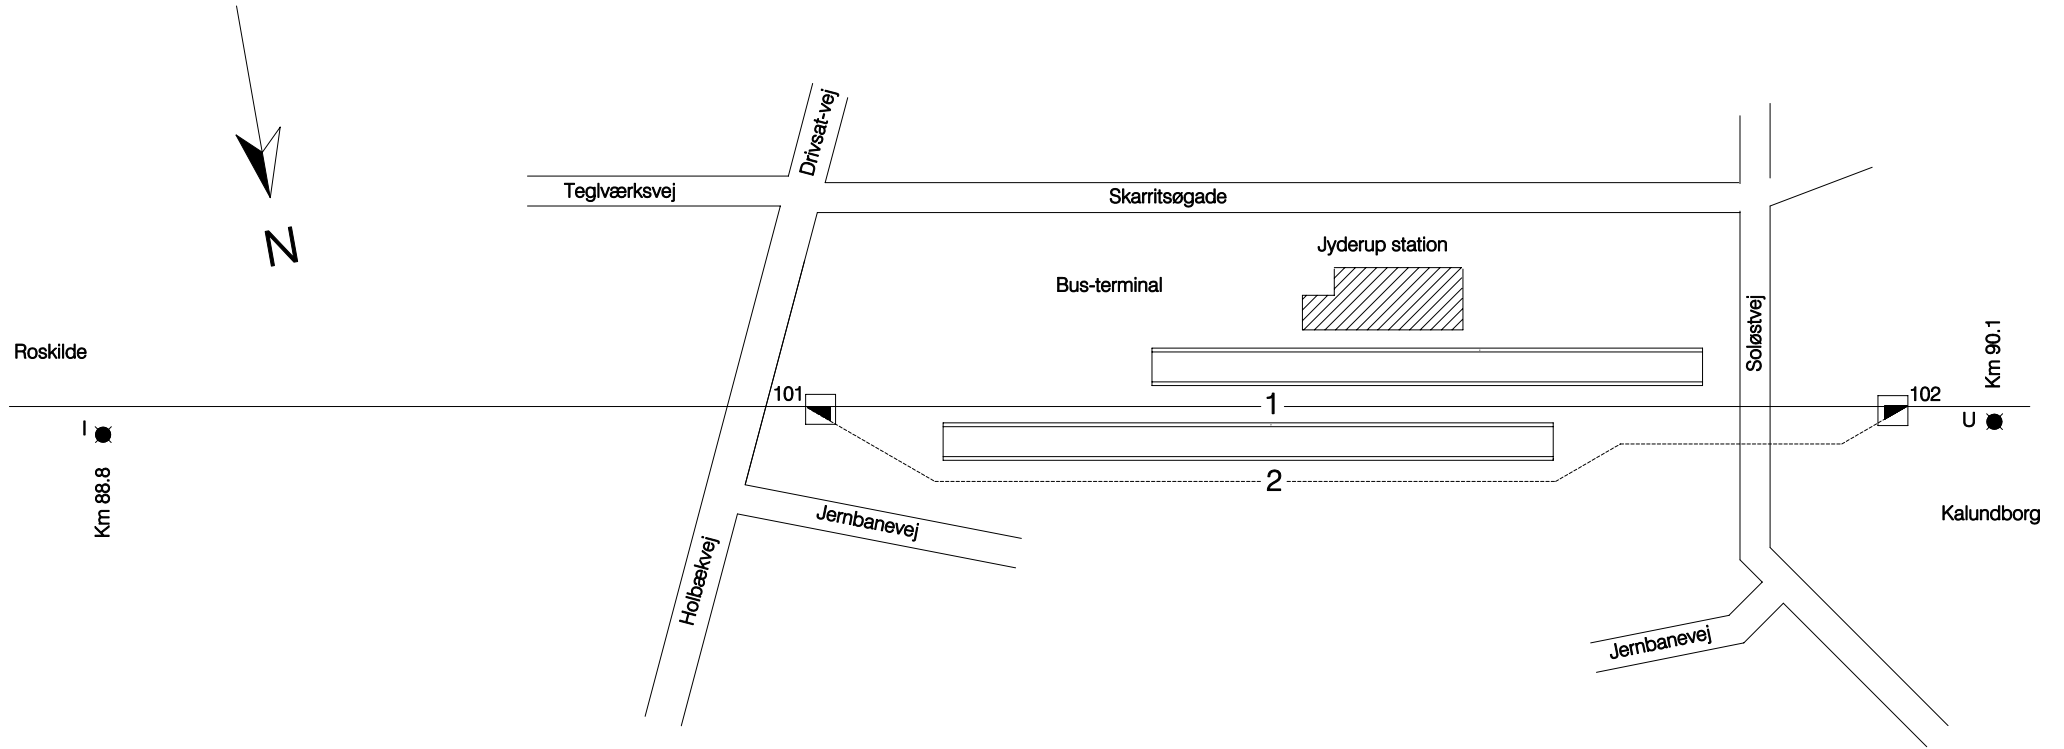 Drivsat-vej
Teglværksvej
Skarritsøgade
N
Jyderup station
Bus-terminal
Soløstvej
Roskilde
Km 90.1
101
1
102
I
U
Km 88.8
2
Jernbanevej
Kalundborg
Holbækvej
Jernbanevej